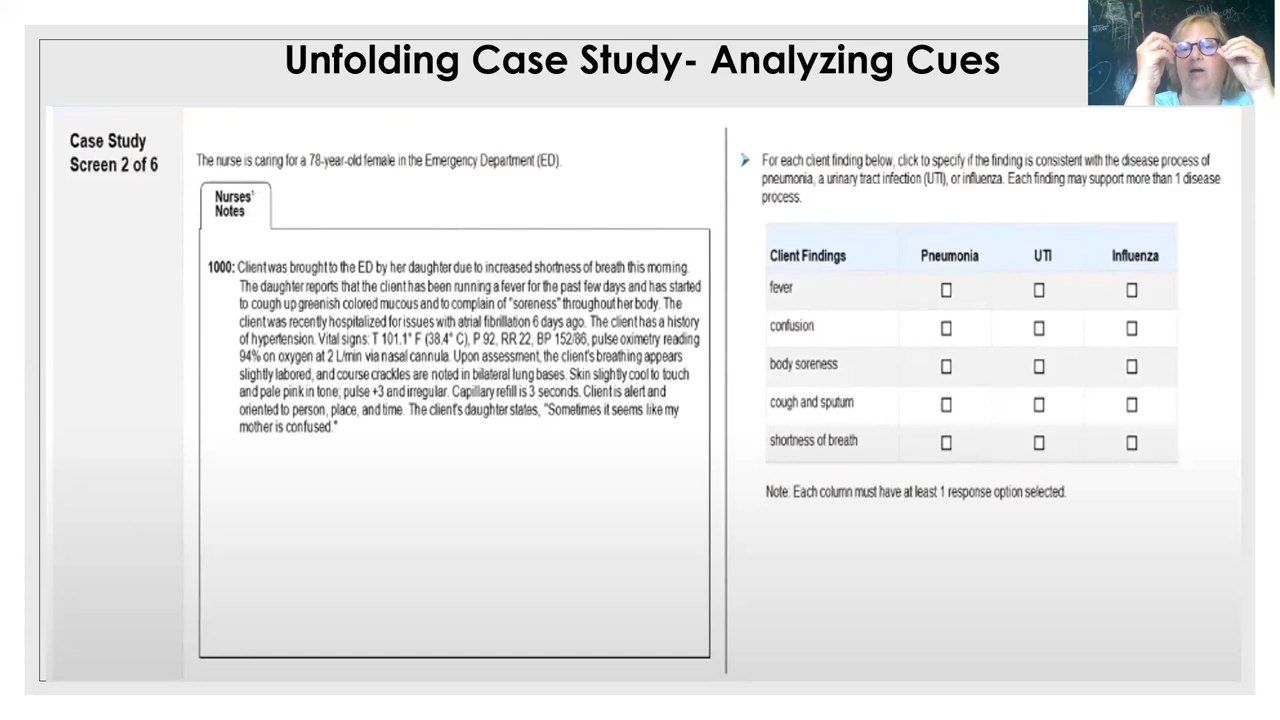 Unfolding Case Study- Analyzing Cues
Case Study
Screen 2 of 6
The nurse is caring for a 78-year-old female in the Emergency Department (ED).
Nurses'
Notes
1000: Client was brought to the ED by her daughter due to increased shortness of breath this morning.
The daughter reports that the client has been running a fever for the past few days and has started
to cough up greenish colored mucous and to complain of "soreness" throughout her body. The
client was recently hospitalized for issues with atrial fibrillation 6 days ago. The client has a history
of hypertension. Vital signs: T 101.1° F (38.4° C), P 92, RR 22, BP 152/86, pulse oximetry reading
94% on oxygen at 2 L/min via nasal cannula. Upon assessment, the client's breathing appears
slightly labored, and course crackles are noted in bilateral lung bases. Skin slightly cool to touch
and pale pink in tone; pulse +3 and irregular. Capillary refill is 3 seconds. Client is alert and
oriented to person, place, and time. The client's daughter states, "Sometimes it seems like my
mother is confused."
For each client finding below, click to specify if the finding is consistent with the disease process of
pneumonia, a urinary tract infection (UTI), or influenza. Each finding may support more than 1 disease
process.
Client Findings Pneumonia UTI Influenza
fever
confusion
body soreness
cough and sputum
shortness of breath
Note: Each column must have at least 1 response option selected.